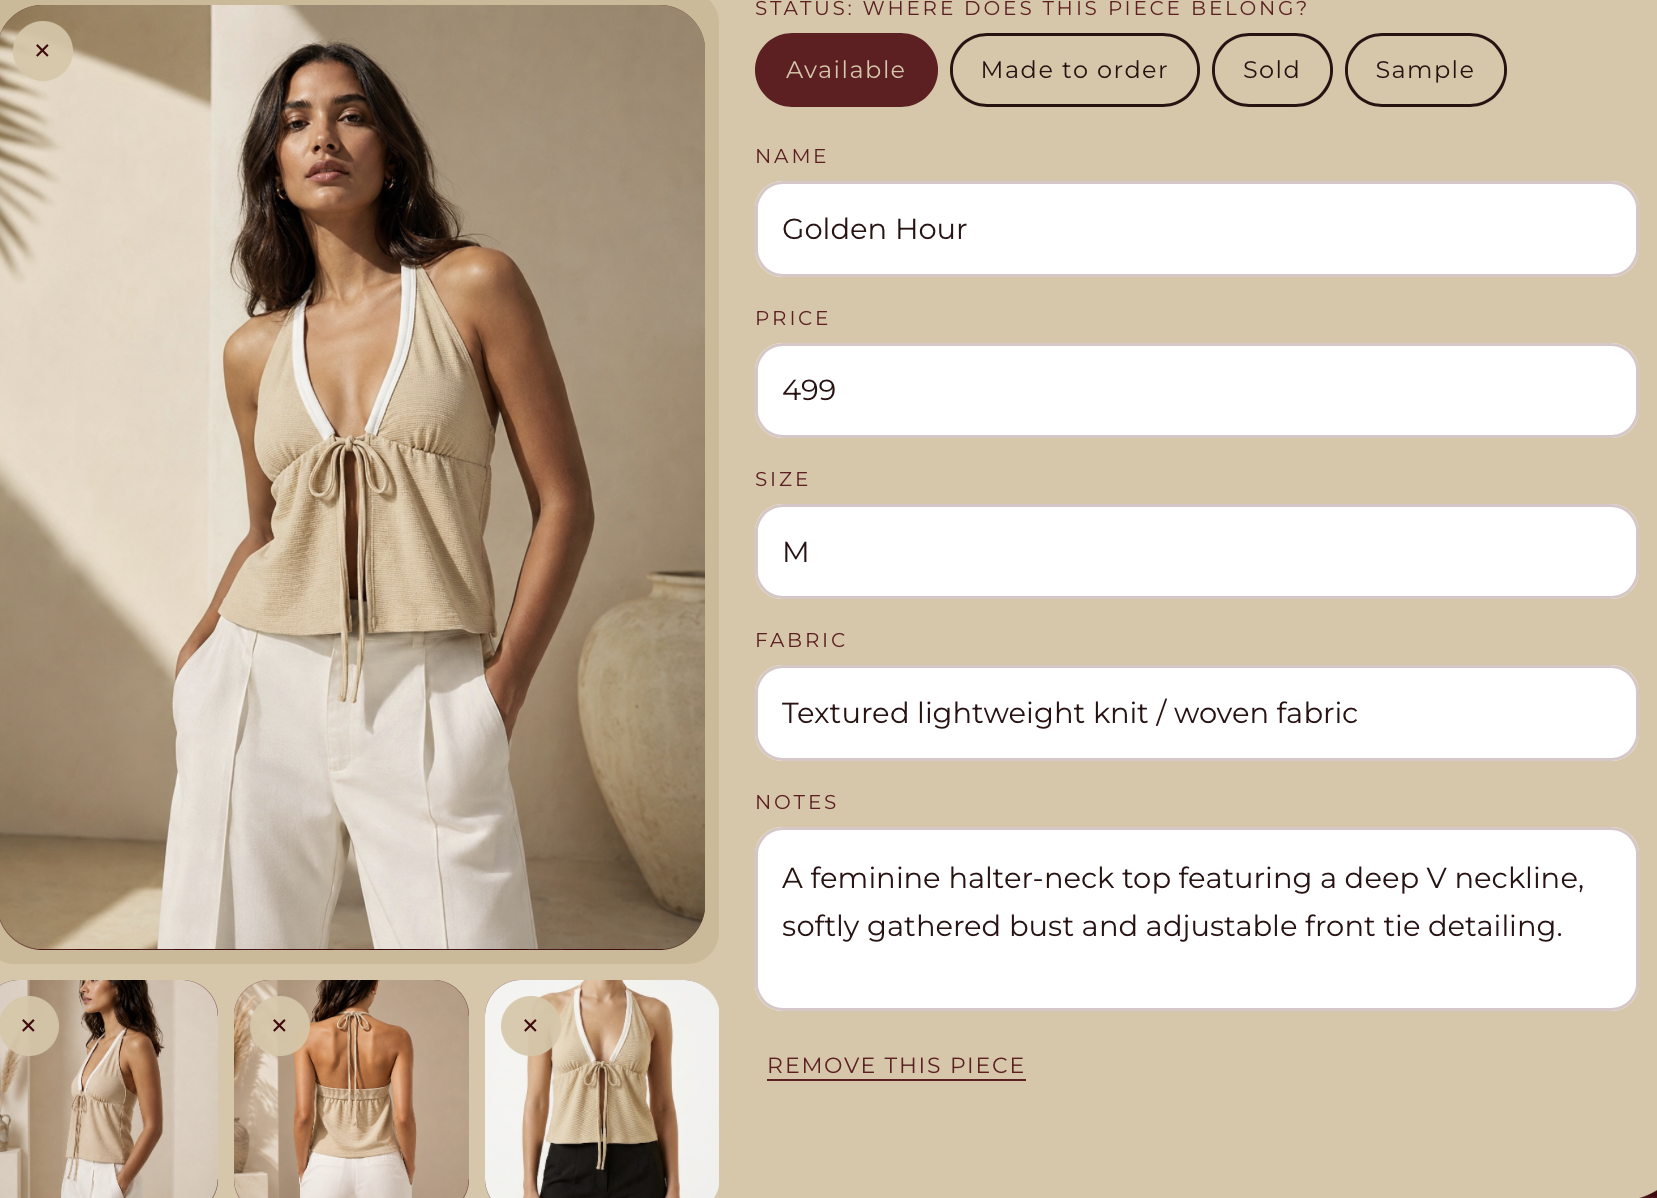 STATUS: WHERE DOES THIS PIECE BELONG?
Available
Made to order
Sold
Sample
NAME
Golden Hour
PRICE
499
SIZE
M
FABRIC
Textured lightweight knit / woven fabric
NOTES
A feminine halter-neck top featuring a deep V neckline,
softly gathered bust and adjustable front tie detailing.
REMOVE THIS PIECE